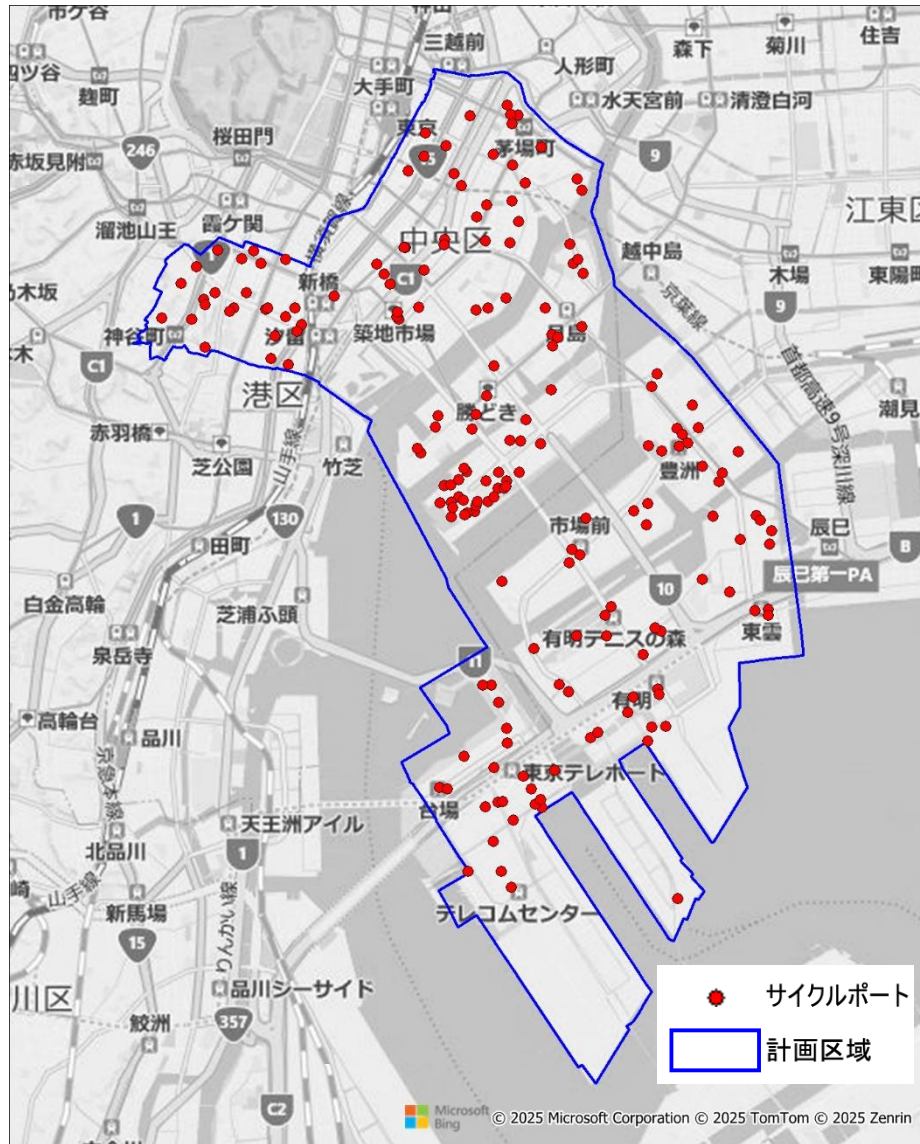 市ケ谷
神田
三越前
森下
菊川
住吉
四ツ谷
麹町
大手町
人形町
水天宮前
清澄白河
桜田門
東京
茅場町
赤坂見附
246
15
9
溜池山王
霞ケ関
横須賀線
中央区
越中島
江東区
木場
東陽町
乃木坂
1
新橋
C1
京葉線
9
神谷町
汐留
築地市場
月島
C1
港区
勝どき
首都高速9号深川線
潮見
赤羽橋
芝公園
竹芝
山手線
豊洲
1
130
市場前
辰巳
B
田町
辰巳第一PA
白金高輪
芝浦ふ頭
10
泉岳寺
有明テニスの森
東雲
11
高輪台
有明
品川
京急本線
東京テレポート
台場
天王洲アイル
北品川
1
山手線
新馬場
りんかい線
テレコムセンター
15
品川シーサイド
川区
鮫洲
357
C2
サイクルポート
計画区域
Microsoft
Bing
© 2025 Microsoft Corporation © 2025 TomTom © 2025 Zenrin